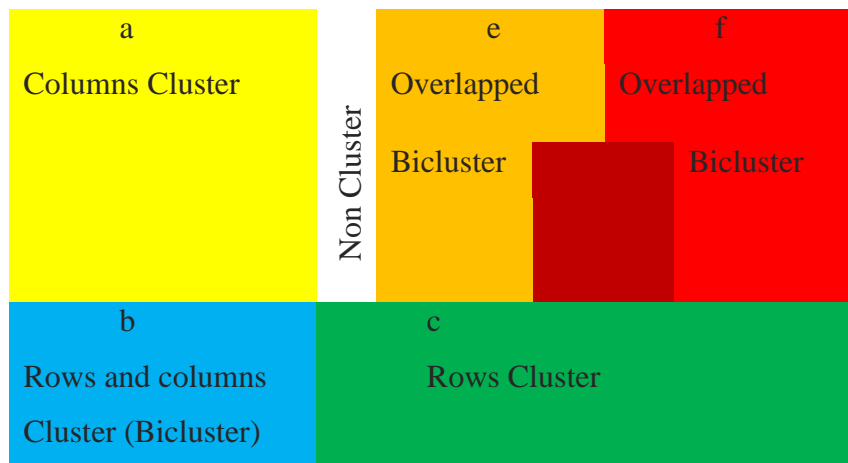 a
Columns Cluster
Non Cluster
e
Overlapped
Bicluster
f
Overlapped
Bicluster
b
Rows and columns
Cluster (Bicluster)
c
Rows Cluster